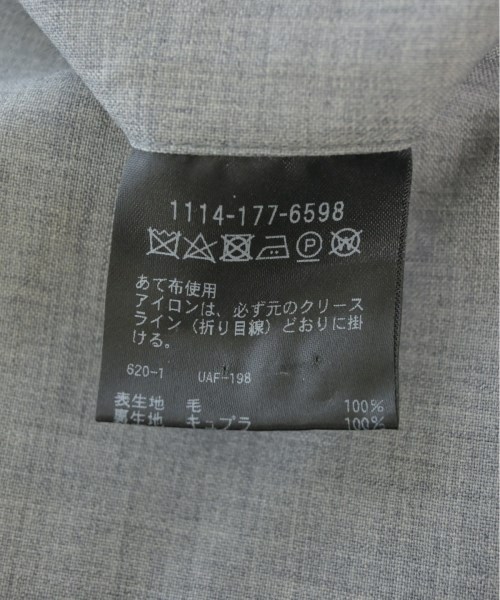 1114-177-6598
あて布使用
アイロンは、必ず元のクリース
ライン（折り目線）どおりに掛
ける。
620-1 UAF-198
表生地 毛 100%
裏生地 キュプラ 100%